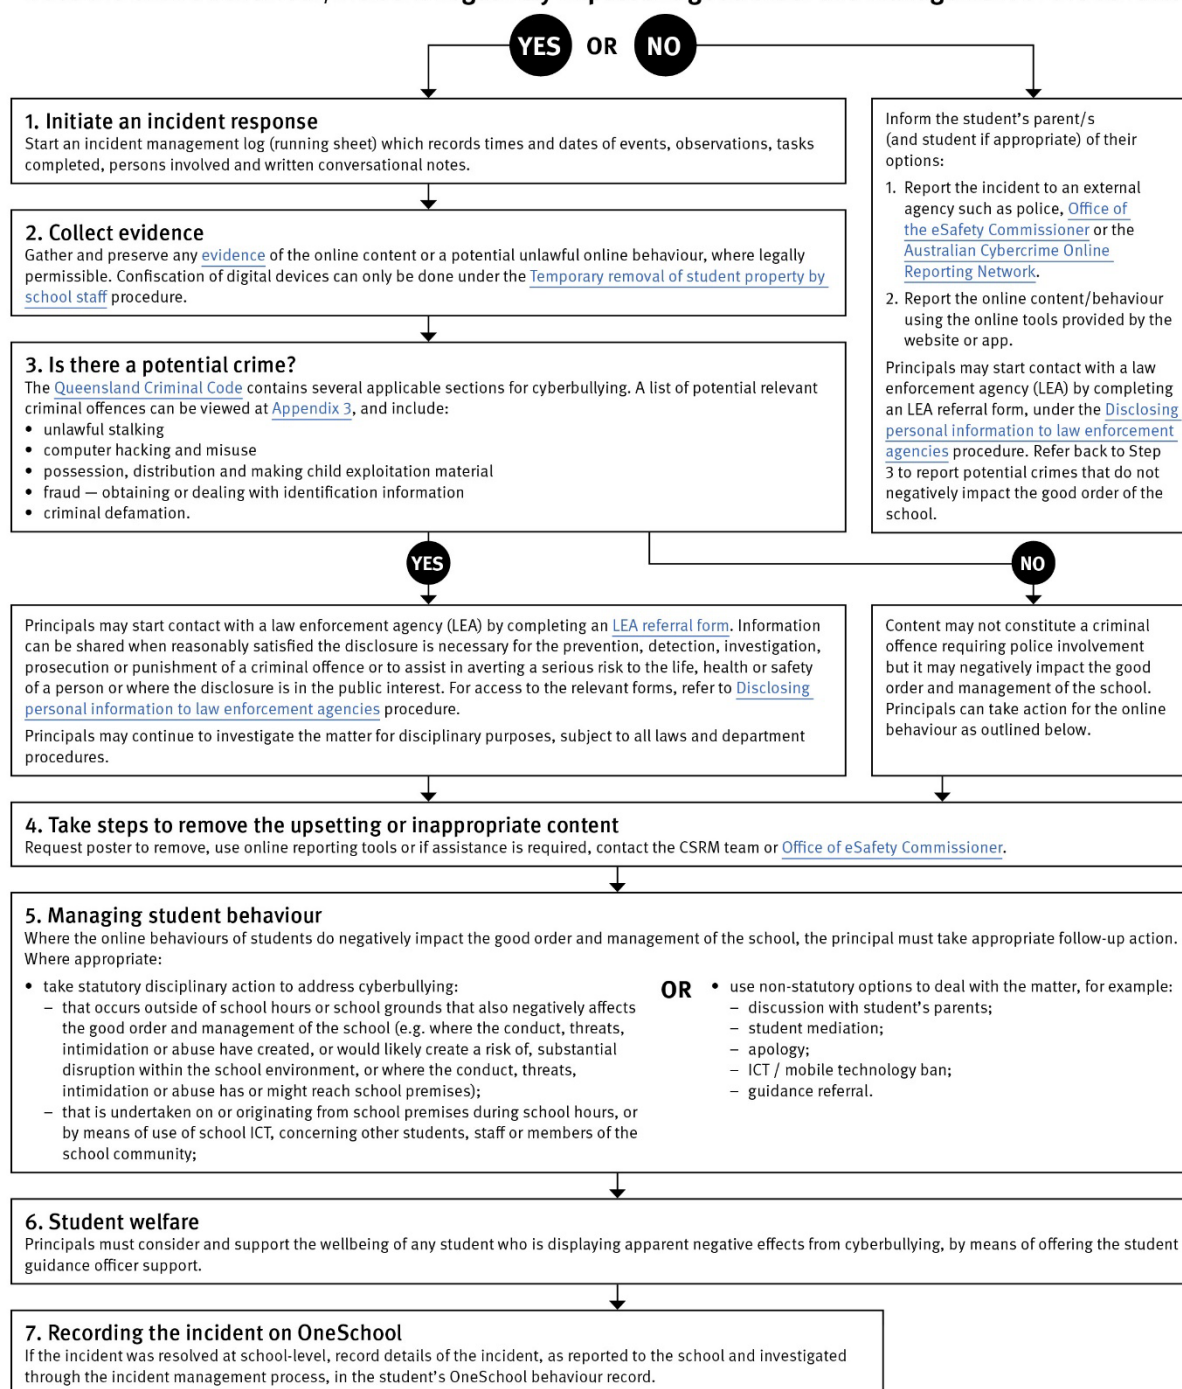 YES OR NO
1. Initiate an incident response
Start an incident management log (running sheet) which records times and dates of events, observations, tasks
completed, persons involved and written conversational notes.
2. Collect evidence
Gather and preserve any evidence of the online content or a potential unlawful online behaviour, where legally
permissible. Confiscation of digital devices can only be done under the Temporary removal of student property by
school staff procedure.
3. Is there a potential crime?
The Queensland Criminal Code contains several applicable sections for cyberbullying. A list of potential relevant
criminal offences can be viewed at Appendix 3, and include:
• unlawful stalking
• computer hacking and misuse
• possession, distribution and making child exploitation material
• fraud — obtaining or dealing with identification information
• criminal defamation.
Inform the student's parent/s
(and student if appropriate) of their
options:
1. Report the incident to an external
agency such as police, Office of
the eSafety Commissioner or the
Australian Cybercrime Online
Reporting Network.
2. Report the online content/behaviour
using the online tools provided by the
website or app.
Principals may start contact with a law
enforcement agency (LEA) by completing
an LEA referral form, under the Disclosing
personal information to law enforcement
agencies procedure. Refer back to Step
3 to report potential crimes that do not
negatively impact the good order of the
school.
YES
NO
Principals may start contact with a law enforcement agency (LEA) by completing an LEA referral form. Information
can be shared when reasonably satisfied the disclosure is necessary for the prevention, detection, investigation,
prosecution or punishment of a criminal offence or to assist in averting a serious risk to the life, health or safety
of a person or where the disclosure is in the public interest. For access to the relevant forms, refer to Disclosing
personal information to law enforcement agencies procedure.
Principals may continue to investigate the matter for disciplinary purposes, subject to all laws and department
procedures.
Content may not constitute a criminal
offence requiring police involvement
but it may negatively impact the good
order and management of the school.
Principals can take action for the online
behaviour as outlined below.
4. Take steps to remove the upsetting or inappropriate content
Request poster to remove, use online reporting tools or if assistance is required, contact the CSRM team or Office of eSafety Commissioner.
5. Managing student behaviour
Where the online behaviours of students do negatively impact the good order and management of the school, the principal must take appropriate follow-up action.
Where appropriate:
• take statutory disciplinary action to address cyberbullying:
– that occurs outside of school hours or school grounds that also negatively affects
the good order and management of the school (e.g. where the conduct, threats,
intimidation or abuse have created, or would likely create a risk of, substantial
disruption within the school environment, or where the conduct, threats,
intimidation or abuse has or might reach school premises);
– that is undertaken on or originating from school premises during school hours, or
by means of use of school ICT, concerning other students, staff or members of the
school community;
OR
• use non-statutory options to deal with the matter, for example:
– discussion with student's parents;
– student mediation;
– apology;
– ICT / mobile technology ban;
– guidance referral.
6. Student welfare
Principals must consider and support the wellbeing of any student who is displaying apparent negative effects from cyberbullying, by means of offering the student
guidance officer support.
7. Recording the incident on OneSchool
If the incident was resolved at school-level, record details of the incident, as reported to the school and investigated
through the incident management process, in the student's OneSchool behaviour record.